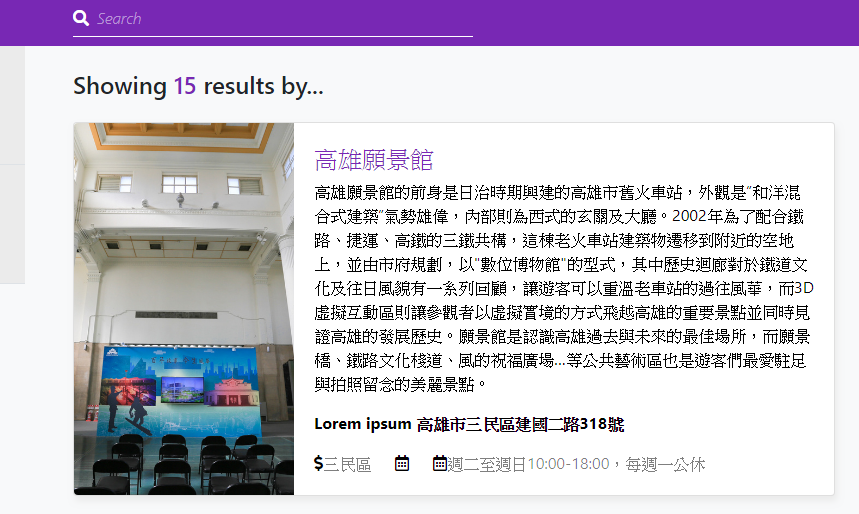 Search
Showing 15 results by...
高雄願景館
高雄願景館的前身是日治時期興建的高雄市舊火車站，外觀是"和洋混
合式建築"氣勢雄偉，內部則為西式的玄關及大廳。2002年為了配合鐵
路、捷運、高鐵的三鐵共構，這棟老火車站建築物遷移到附近的空地
上，並由市府規劃，以"數位博物館"的型式，其中歷史迴廊對於鐵道文
化及往日風貌有一系列回顧，讓遊客可以重溫老車站的過往風華，而3D
虛擬互動區則讓參觀者以虛擬實境的方式飛越高雄的重要景點並同時見
證高雄的發展歷史。願景館是認識高雄過去與未來的最佳場所，而願景
橋、鐵路文化棧道、風的祝福廣場...等公共藝術區也是遊客們最愛駐足
與拍照留念的美麗景點。
Lorem ipsum 高雄市三民區建國二路318號
$三民區 週二至週日10:00-18:00，每週一公休